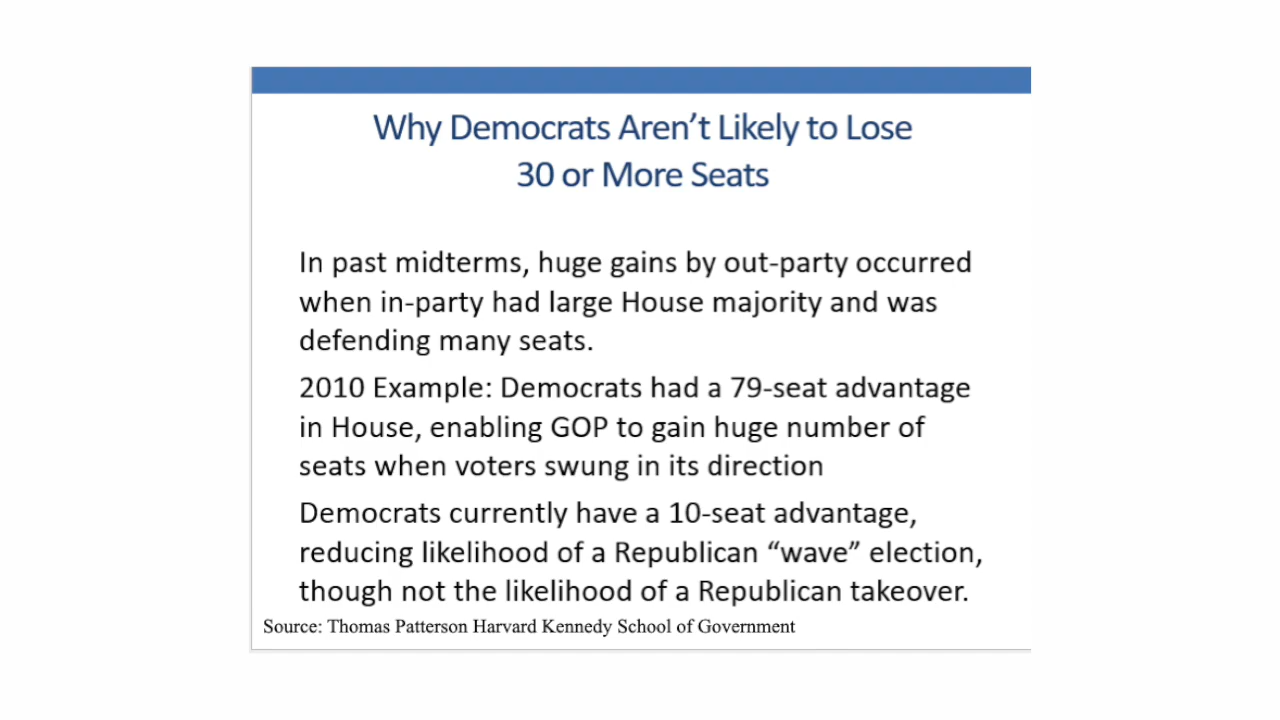 Why Democrats Aren’t Likely to Lose
30 or More Seats
In past midterms, huge gains by out-party occurred
when in-party had large House majority and was
defending many seats.
2010 Example: Democrats had a 79-seat advantage
in House, enabling GOP to gain huge number of
seats when voters swung in its direction
Democrats currently have a 10-seat advantage,
reducing likelihood of a Republican “wave” election,
though not the likelihood of a Republican takeover.
Source: Thomas Patterson Harvard Kennedy School of Government